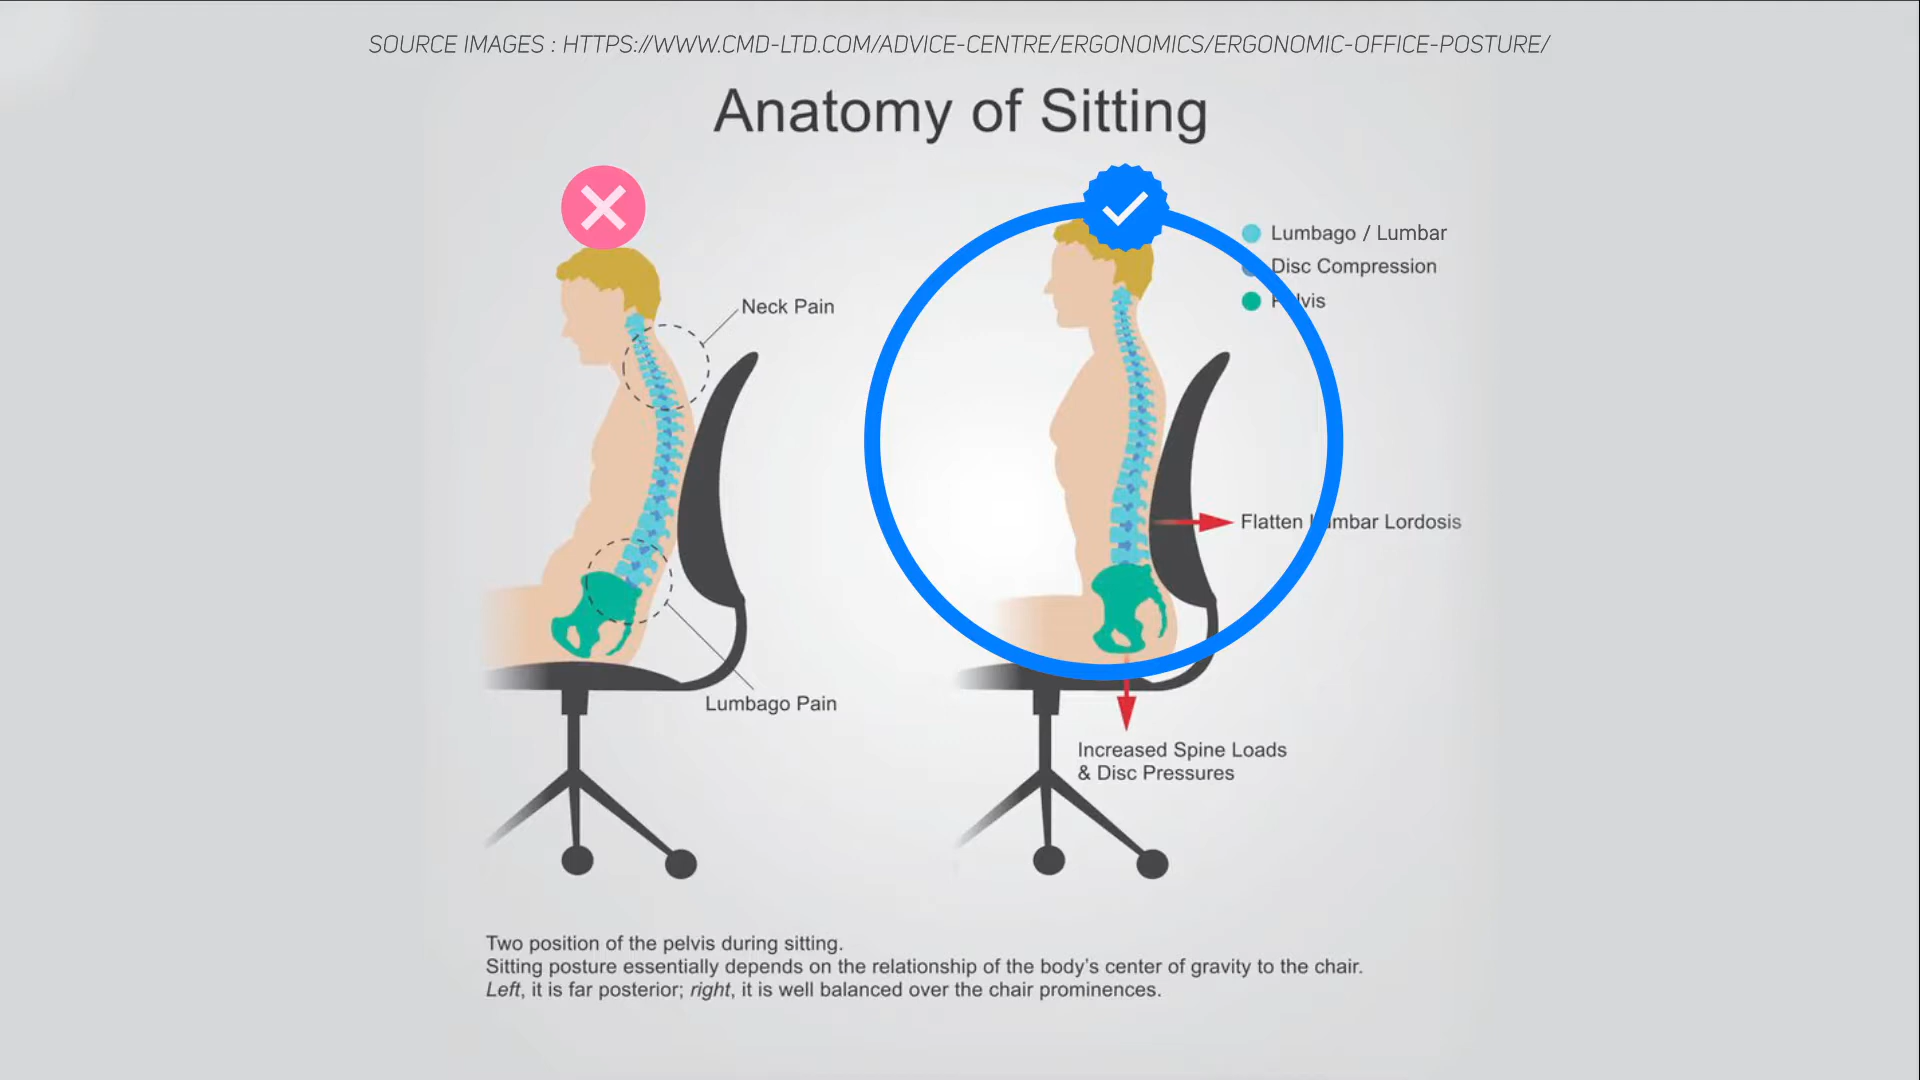 SOURCE IMAGES : HTTPS://WWW.CMD-LTD.COM/ADVICE-CENTRE/ERGONOMICS/ERGONOMIC-OFFICE-POSTURE/
Anatomy of Sitting
Lumbago / Lumbar
Disc Compression
Pelvis
Neck Pain
Flatten Lumbar Lordosis
Lumbago Pain
Increased Spine Loads
& Disc Pressures
Two position of the pelvis during sitting.
Sitting posture essentially depends on the relationship of the body's center of gravity to the chair.
Left, it is far posterior; right, it is well balanced over the chair prominences.